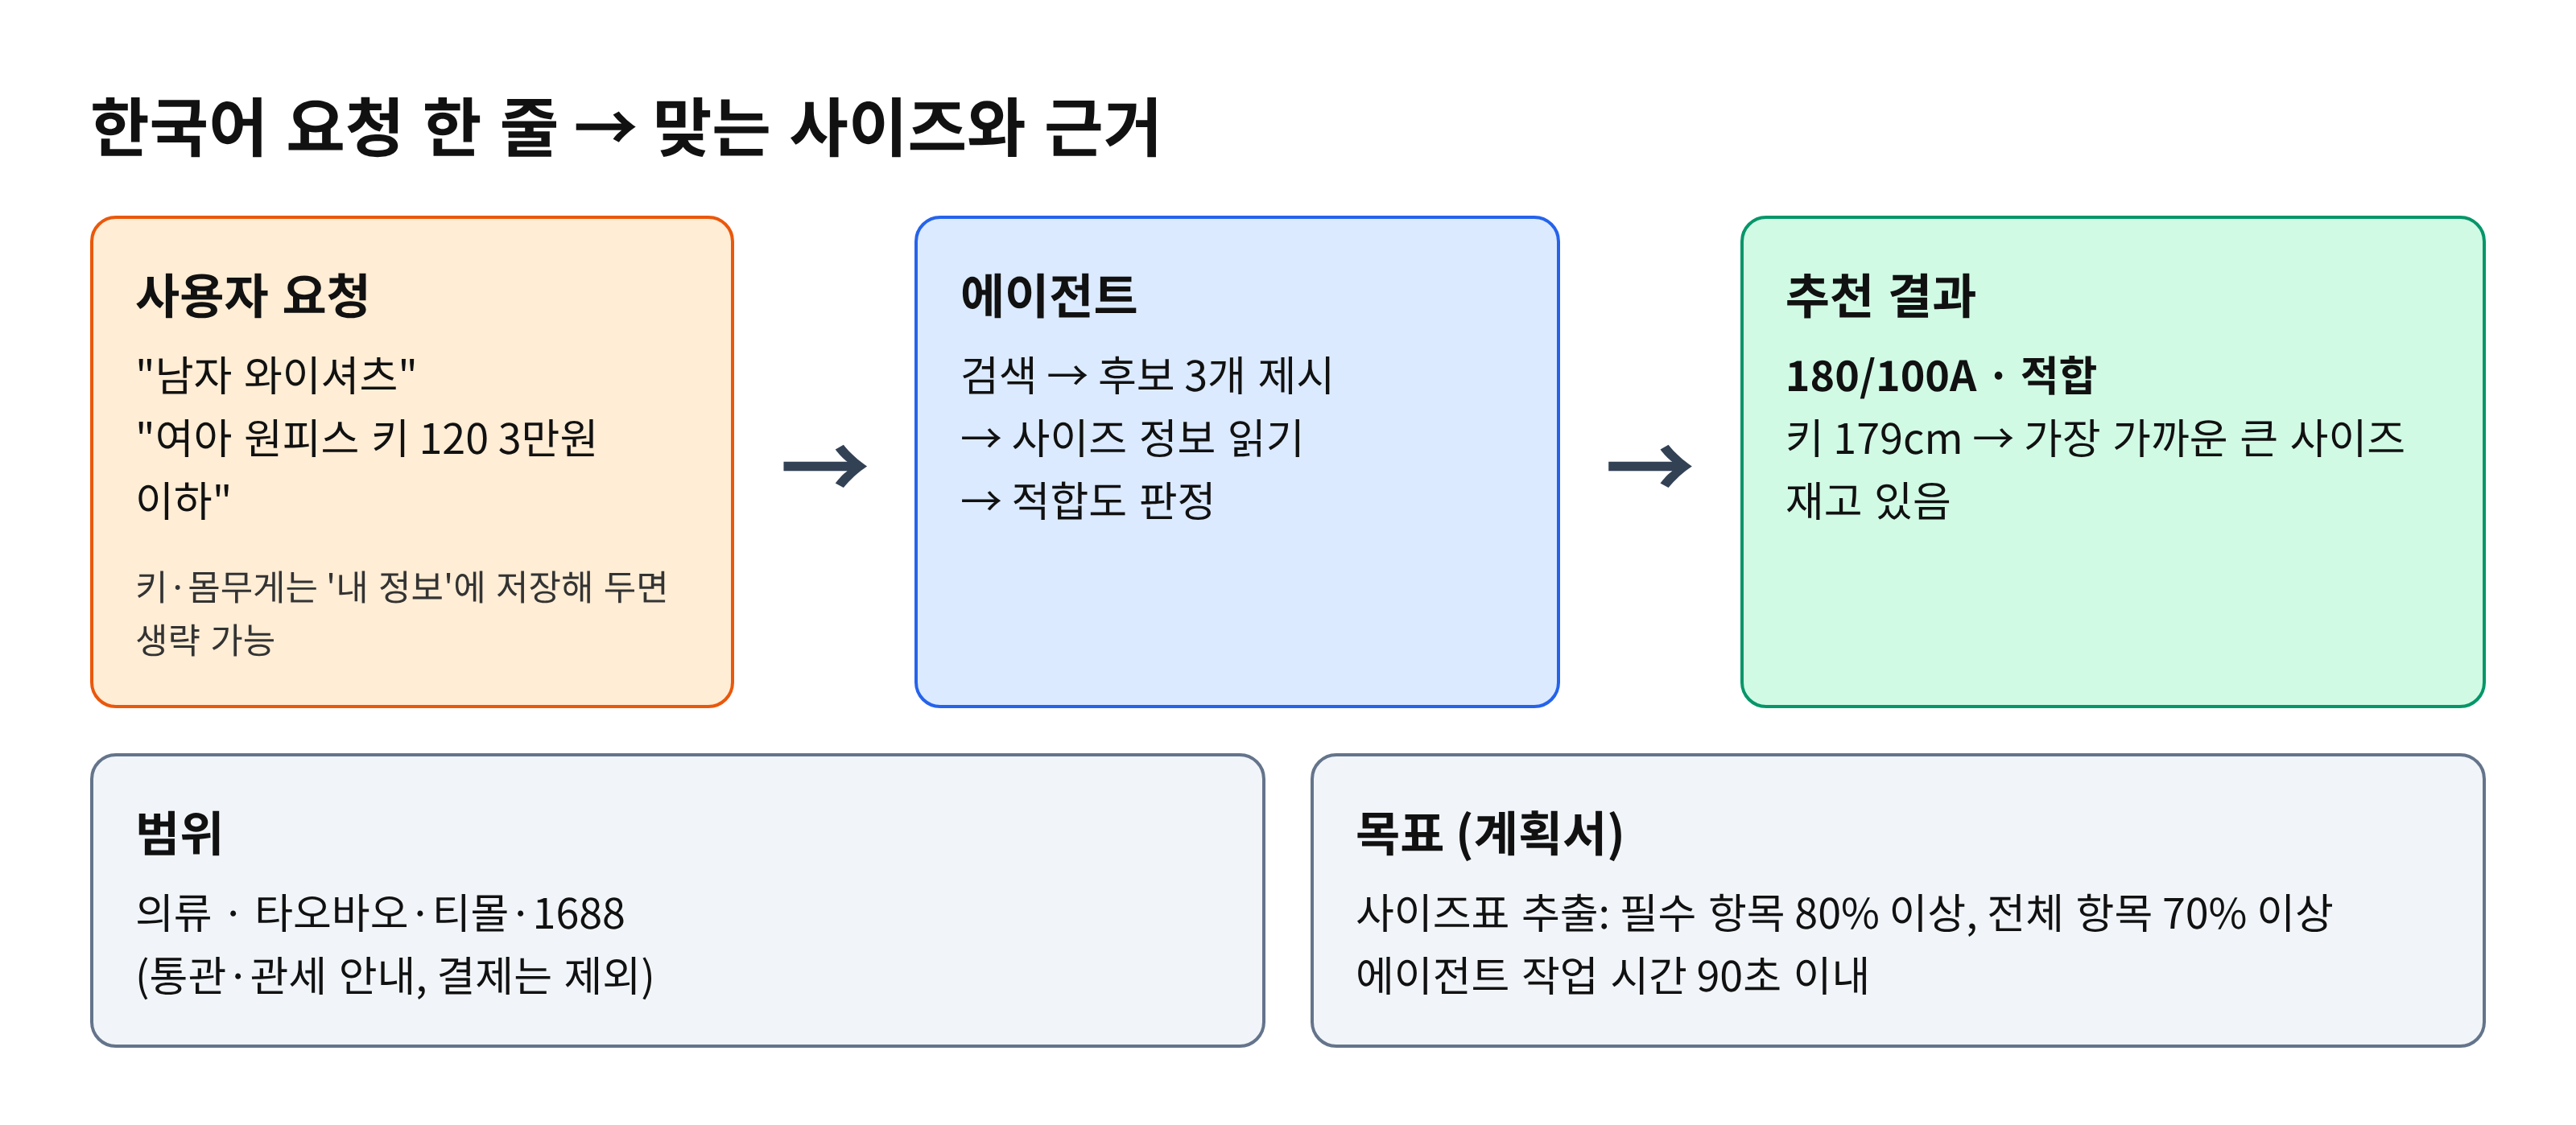 한국어 요청 한 줄 → 맞는 사이즈와 근거
사용자 요청
"남자 와이셔츠"
"여아 원피스 키 120 3만원
이하"
키·몸무게는 '내 정보'에 저장해 두면
생략 가능
→
에이전트
검색 → 후보 3개 제시
→ 사이즈 정보 읽기
→ 적합도 판정
→
추천 결과
180/100A · 적합
키 179cm → 가장 가까운 큰 사이즈
재고 있음
범위
의류 · 타오바오·티몰·1688
(통관·관세 안내, 결제는 제외)
목표 (계획서)
사이즈표 추출: 필수 항목 80% 이상, 전체 항목 70% 이상
에이전트 작업 시간 90초 이내